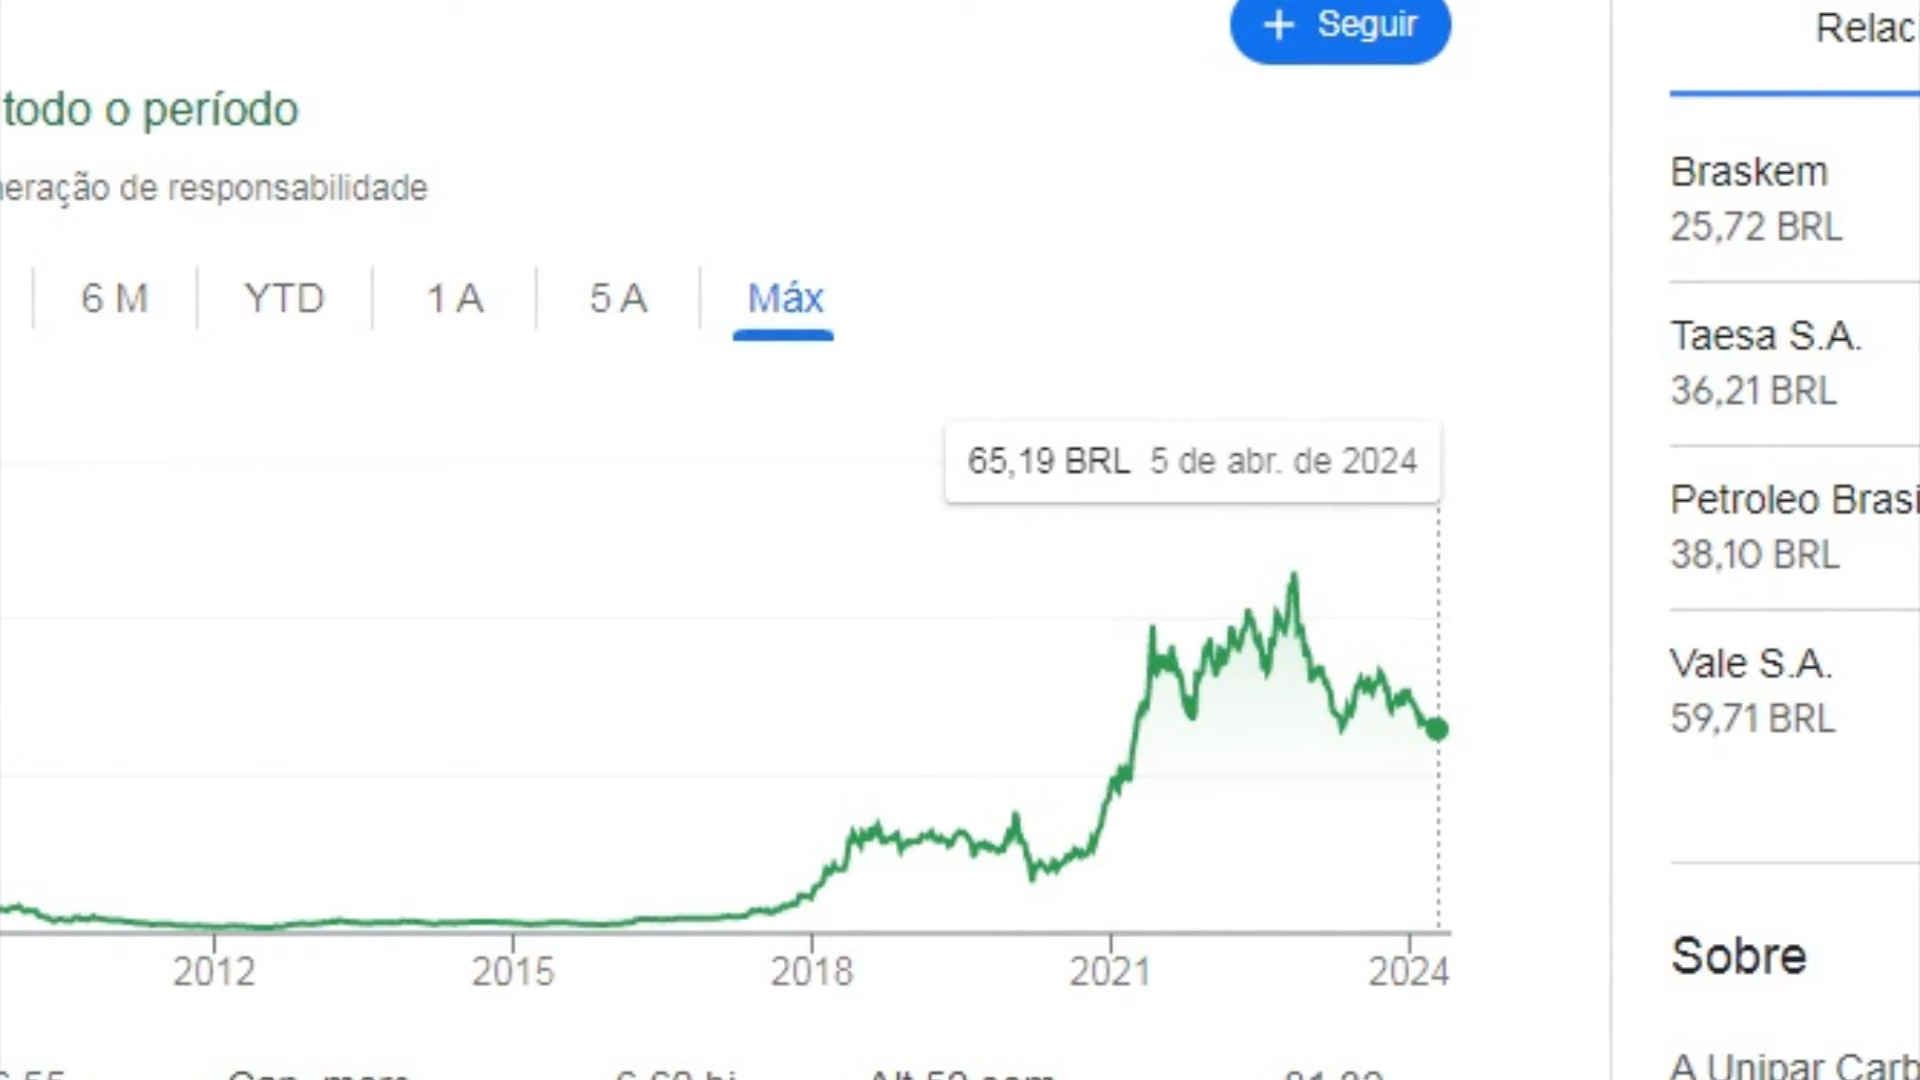 + Seguir
todo o período
de responsabilidade
6 M YTD 1 A 5 A Máx
65,19 BRL 5 de abr. de 2024
2012 2015 2018 2021 2024
Relac
Braskem
25,72 BRL
Taesa S.A.
36,21 BRL
Petroleo Brasi
38,10 BRL
Vale S.A.
59,71 BRL
Sobre
A Unipar Carb